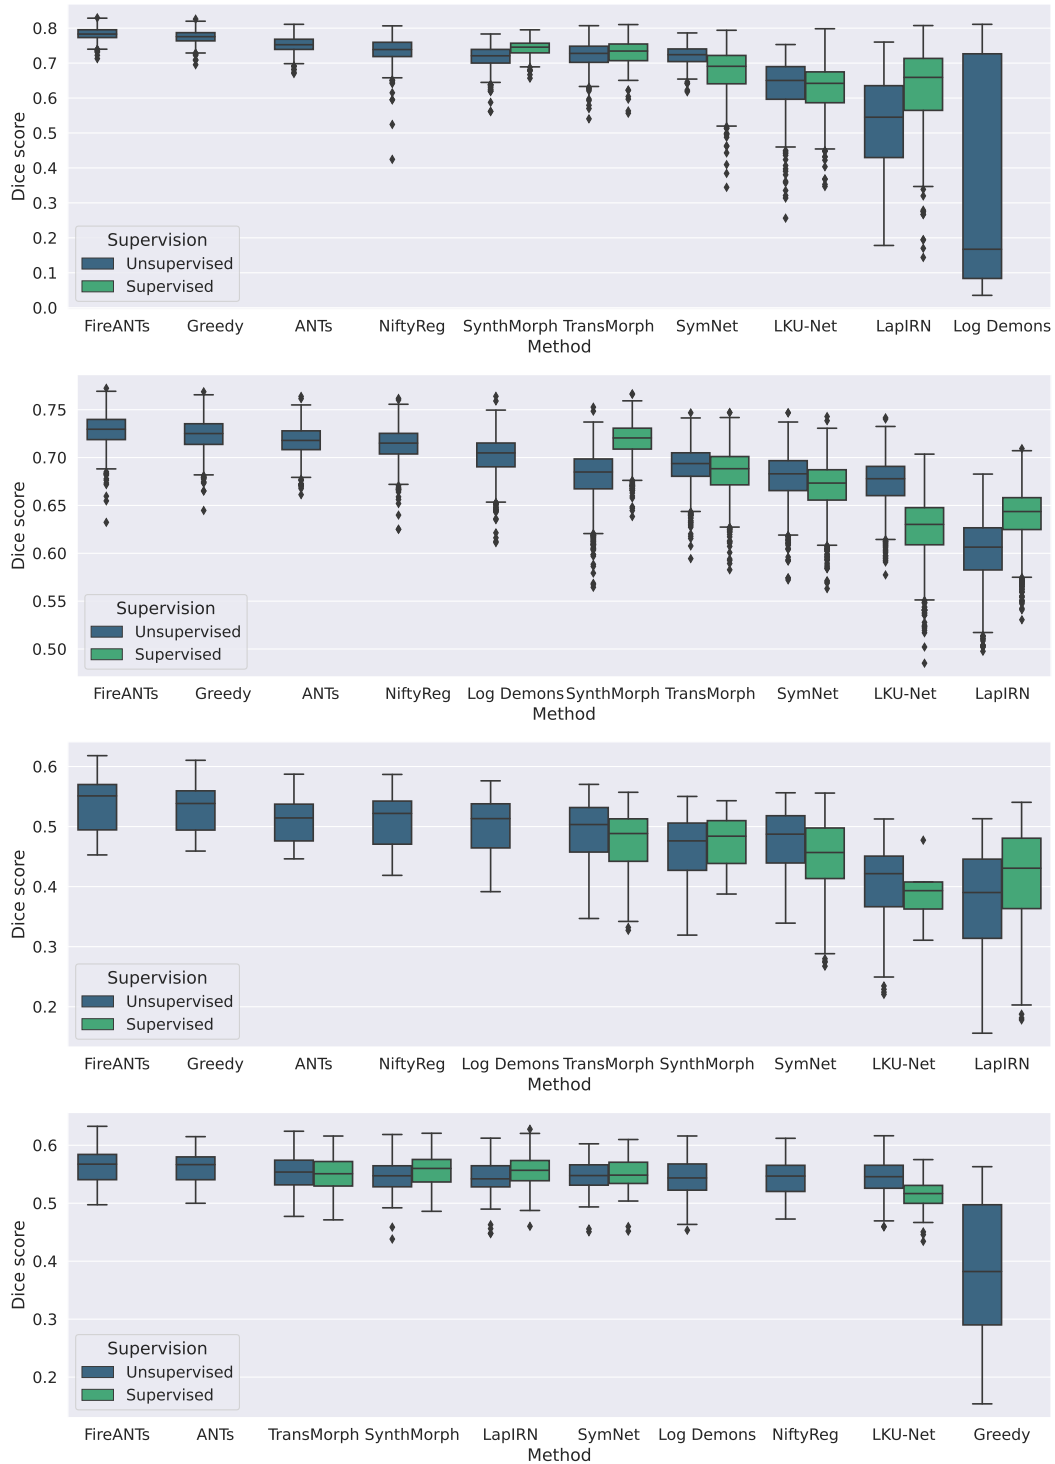 0.8
0.7
0.6
0.5
0.4
0.3
0.2
0.1
0.0
Dice score
Supervision
Unsupervised
Supervised
FireANTs Greedy ANTs NiftyReg SynthMorph TransMorph SymNet LKU-Net LapIRN Log Demons
Method
0.75
0.70
0.65
0.60
0.55
0.50
Dice score
Supervision
Unsupervised
Supervised
FireANTs Greedy ANTs NiftyReg Log Demons SynthMorph TransMorph SymNet LKU-Net LapIRN
Method
0.6
0.5
0.4
0.3
0.2
Dice score
Supervision
Unsupervised
Supervised
FireANTs Greedy ANTs NiftyReg Log Demons TransMorph SynthMorph SymNet LKU-Net LapIRN
Method
0.6
0.5
0.4
0.3
0.2
Dice score
Supervision
Unsupervised
Supervised
FireANTs ANTs TransMorph SynthMorph LapIRN SymNet Log Demons NiftyReg LKU-Net Greedy
Method